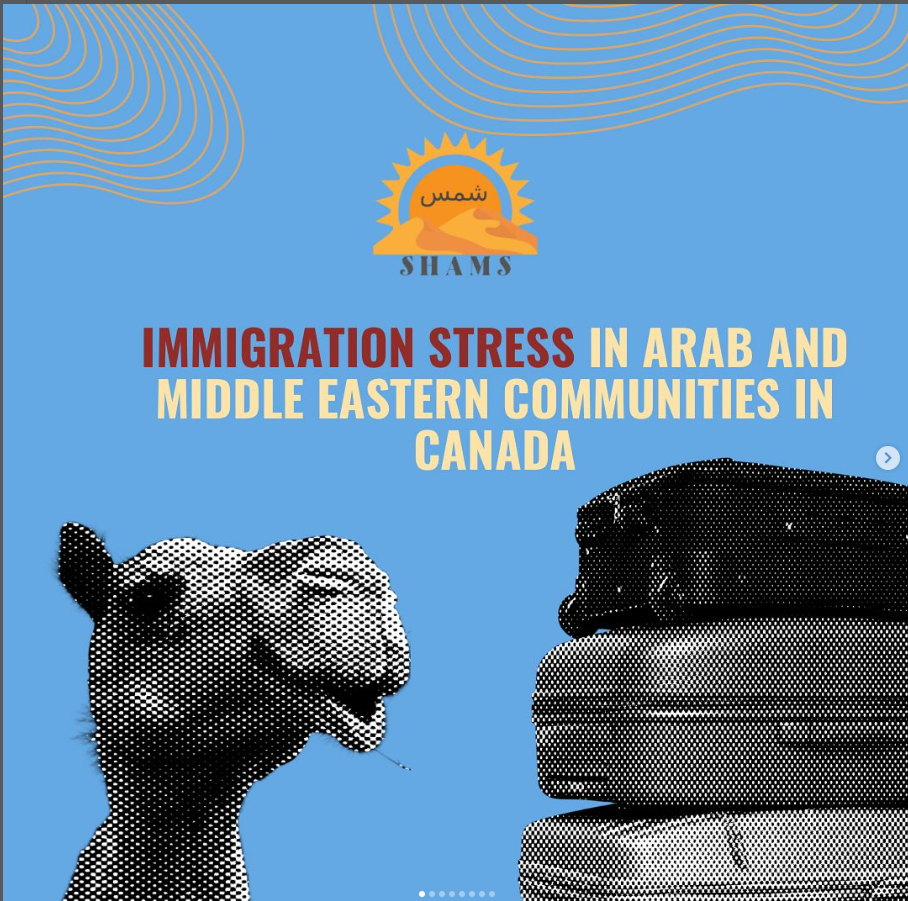 شمس
SHAMS
IMMIGRATION STRESS IN ARAB AND
MIDDLE EASTERN COMMUNITIES IN
CANADA